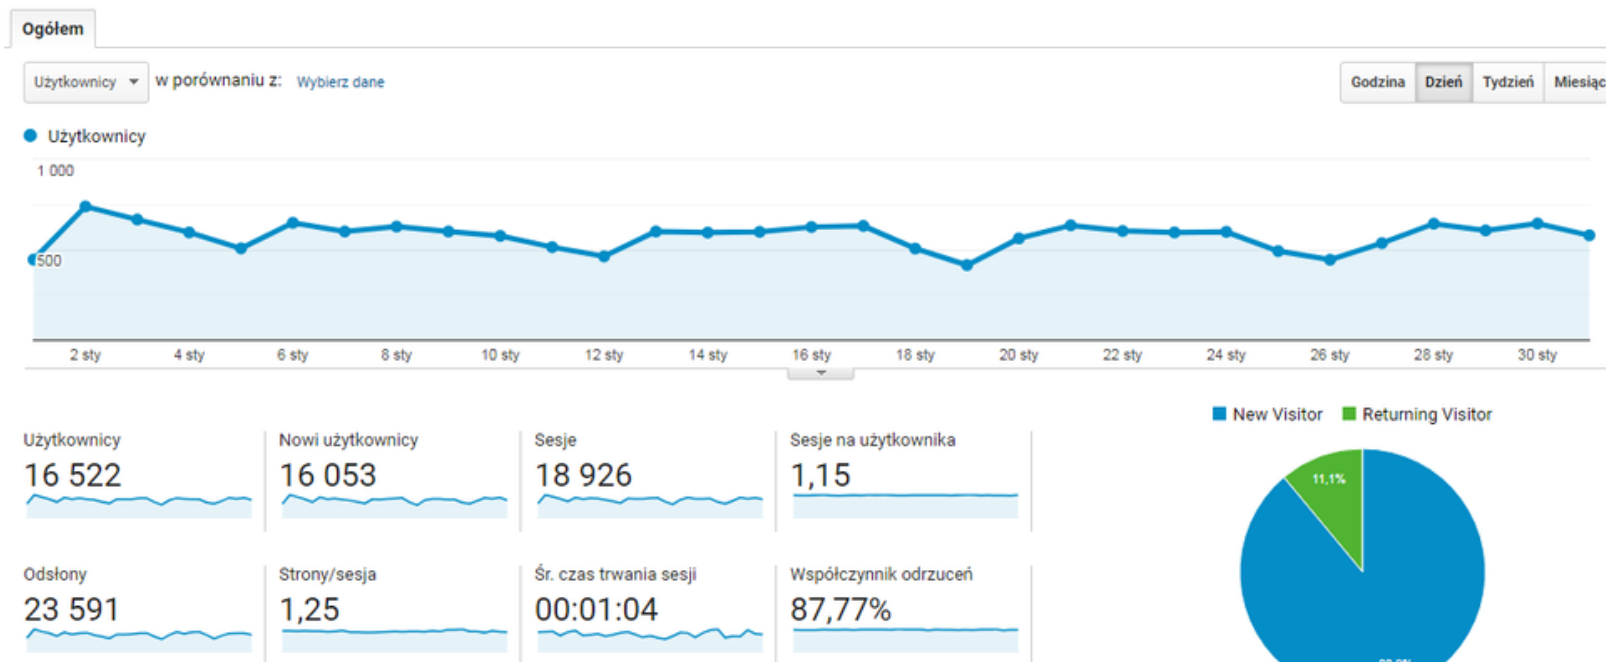 Ogółem
Użytkownicy w porównaniu z: Wybierz dane
Godzina Dzień Tydzień Miesiąc
Użytkownicy
1 000
500
2 sty 4 sty 6 sty 8 sty 10 sty 12 sty 14 sty 16 sty 18 sty 20 sty 22 sty 24 sty 26 sty 28 sty 30 sty
New Visitor Returning Visitor
Użytkownicy
16 522
Nowi użytkownicy
16 053
Sesje
18 926
Sesje na użytkownika
1,15
11,1%
Odsłony
23 591
Strony/sesja
1,25
Śr. czas trwania sesji
00:01:04
Współczynnik odrzuceń
87,77%